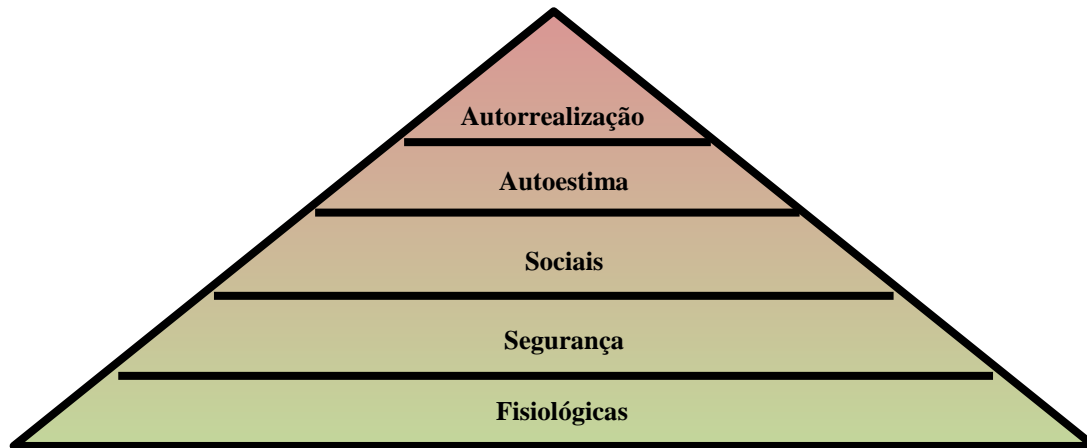 Autorrealização
Autoestima
Sociais
Segurança
Fisiológicas